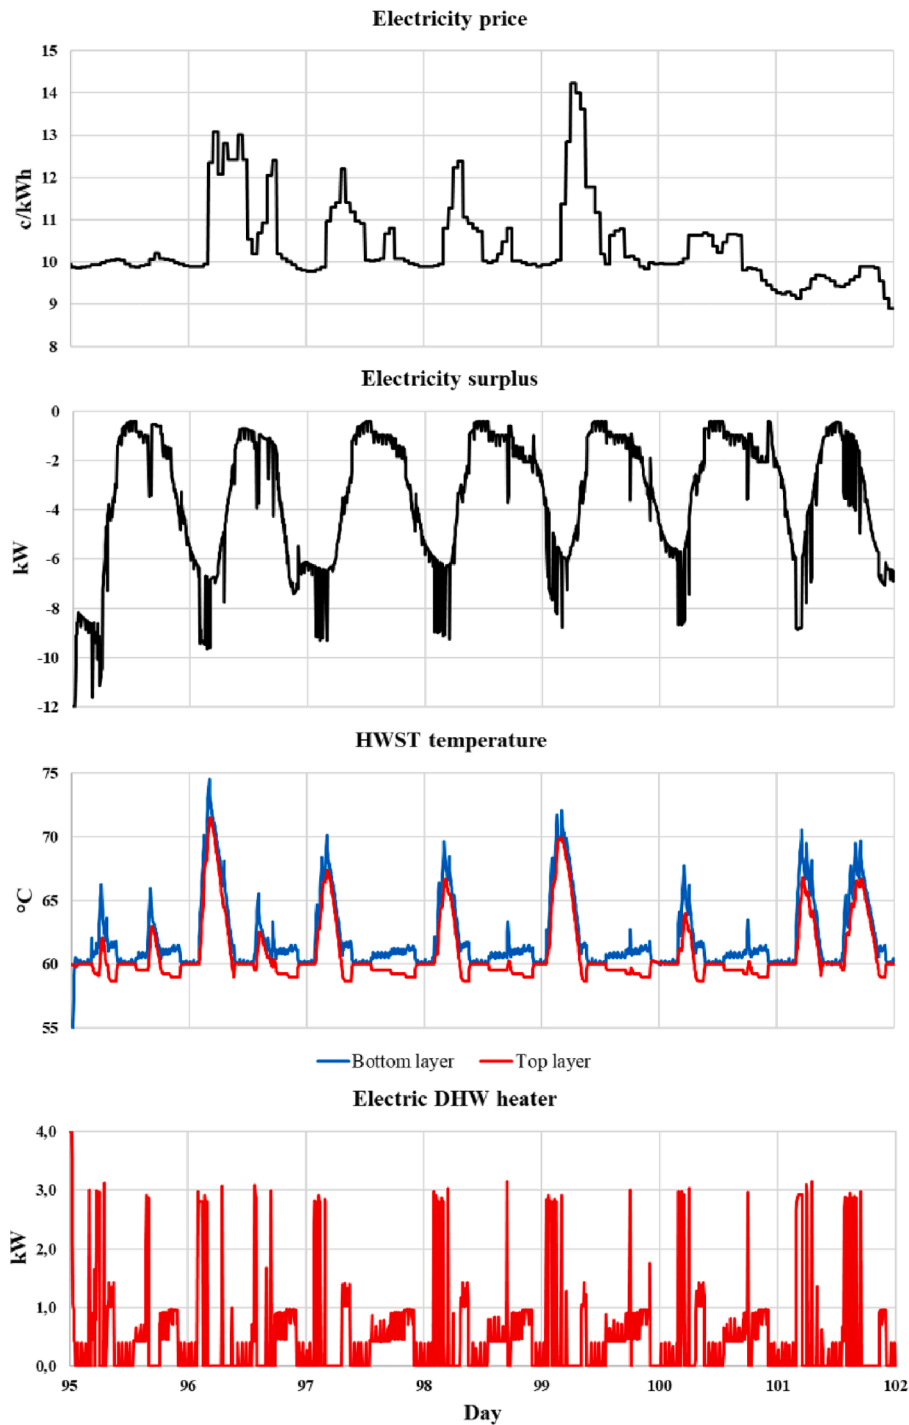 Electricity price
15
14
13
12
11
10
9
8
c/kWh
Electricity surplus
0
-2
-4
-6
-8
-10
-12
kW
HWST temperature
75
70
65
60
55
°C
Bottom layer Top layer
Electric DHW heater
4,0
3,0
2,0
1,0
0,0
kW
95 96 97 98 99 100 101 102
Day